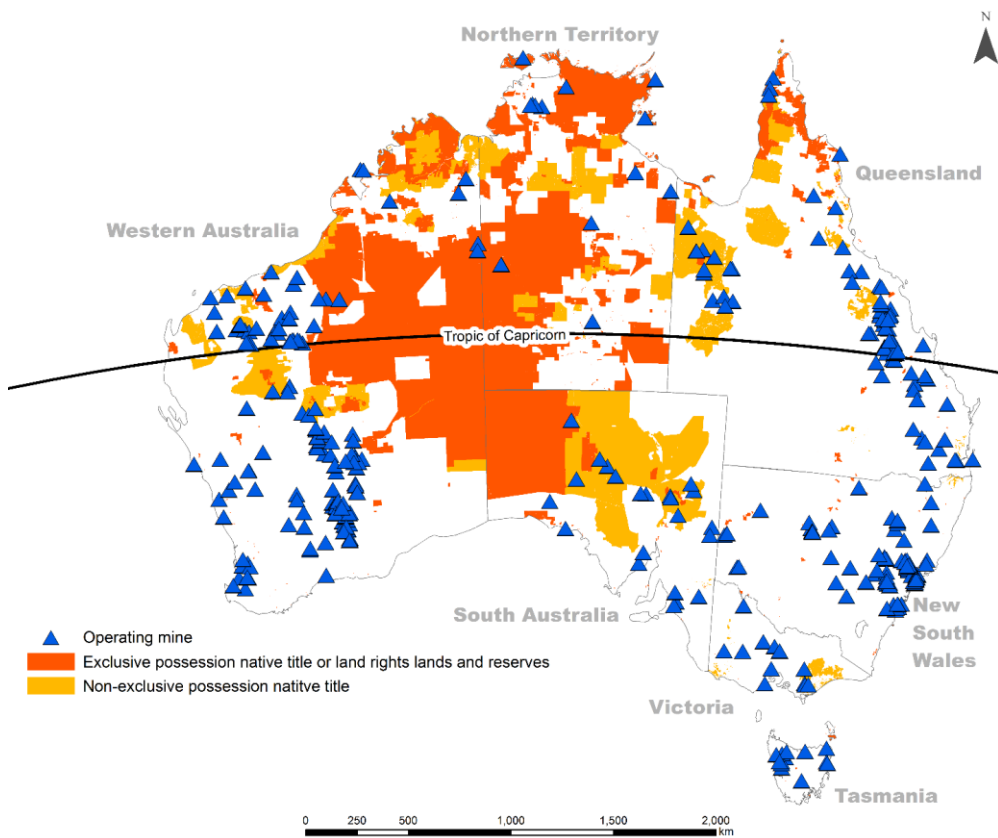 N
Northern Territory
Queensland
Western Australia
Tropic of Capricorn
South Australia
New
South
Wales
Victoria
Tasmania
Operating mine
Exclusive possession native title or land rights lands and reserves
Non-exclusive possession natitve title
0 250 500 1,000 1,500 2,000
km